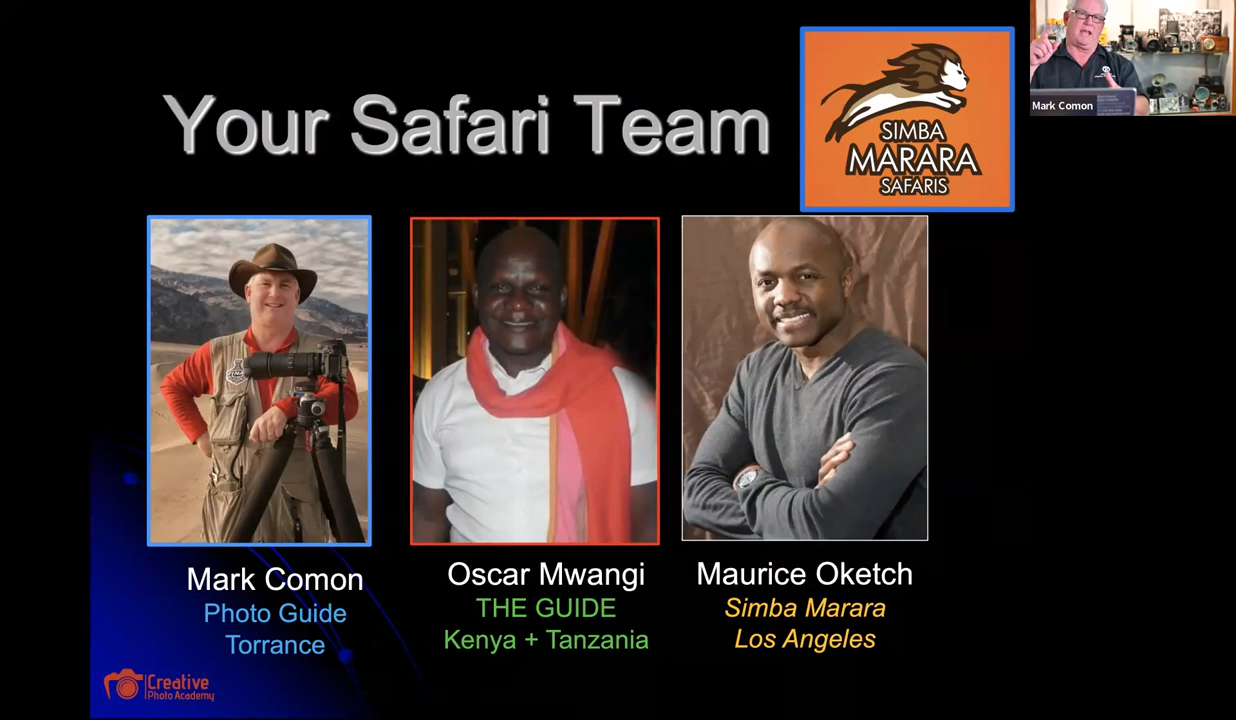 Your Safari Team
SIMBA
MARARA
SAFARIS
Mark Comon
Mark Comon
Photo Guide
Torrance
Oscar Mwangi
THE GUIDE
Kenya + Tanzania
Maurice Oketch
Simba Marara
Los Angeles
Creative
Photo Academy